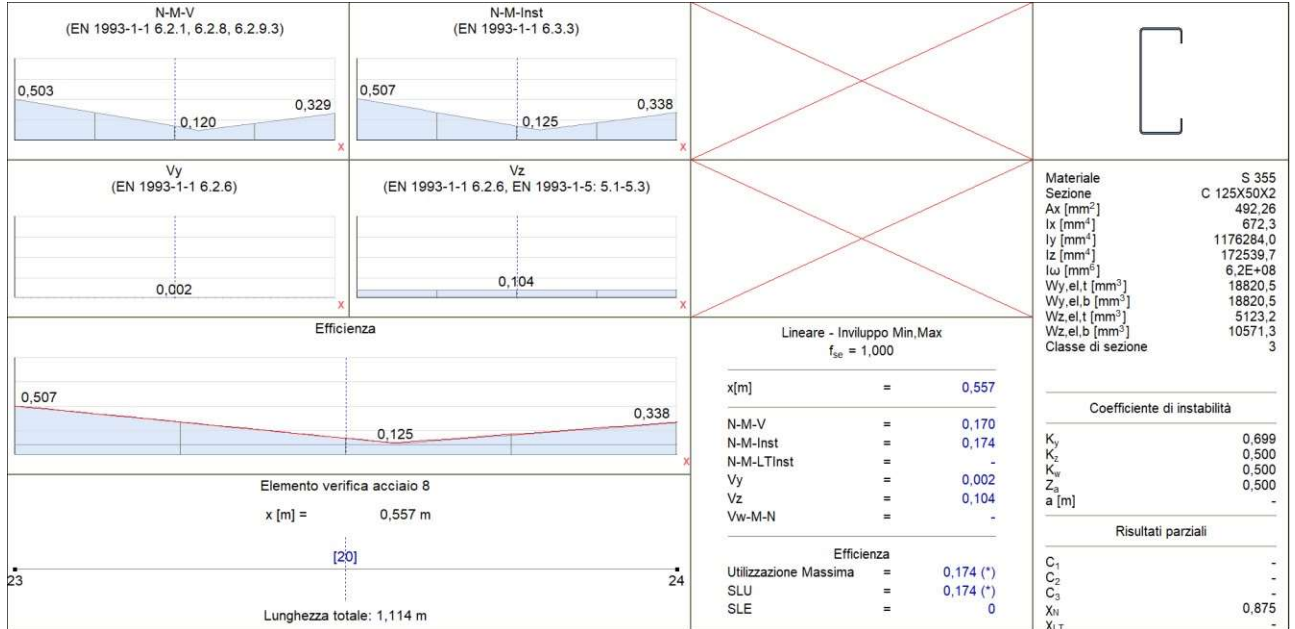 N-M-V
(EN 1993-1-1 6.2.1, 6.2.8, 6.2.9.3)
0,503
0,120
0,329
x
N-M-Inst
(EN 1993-1-1 6.3.3)
0,507
0,125
0,338
x
Vy
(EN 1993-1-1 6.2.6)
0,002
x
Vz
(EN 1993-1-1 6.2.6, EN 1993-1-5: 5.1-5.3)
0,104
x
Efficienza
0,507
0,125
0,338
x
Elemento verifica acciaio 8
x [m] = 0,557 m
[20]
23 24
Lunghezza totale: 1,114 m
Lineare - Inviluppo Min,Max
fse = 1,000
x[m] = 0,557
N-M-V = 0,170
N-M-Inst = 0,174
N-M-LTInst = -
Vy = 0,002
Vz = 0,104
Vw-M-N = -
Efficienza
Utilizzazione Massima = 0,174 (*)
SLU = 0,174 (*)
SLE = 0
Materiale S 355
Sezione C 125X50X2
Ax [mm²] 492,26
Ix [mm⁴] 672,3
Iy [mm⁴] 1176284,0
Iz [mm⁴] 172539,7
Iω [mm⁶] 6,2E+08
Wy,el,t [mm³] 18820,5
Wy,el,b [mm³] 18820,5
Wz,el,t [mm³] 5123,2
Wz,el,b [mm³] 10571,3
Classe di sezione 3
Coefficiente di instabilità
Ky 0,699
Kz 0,500
Kw 0,500
Za 0,500
a [m] -
Risultati parziali
C₁ -
C₂ -
C₃ -
χN 0,875
χLT -